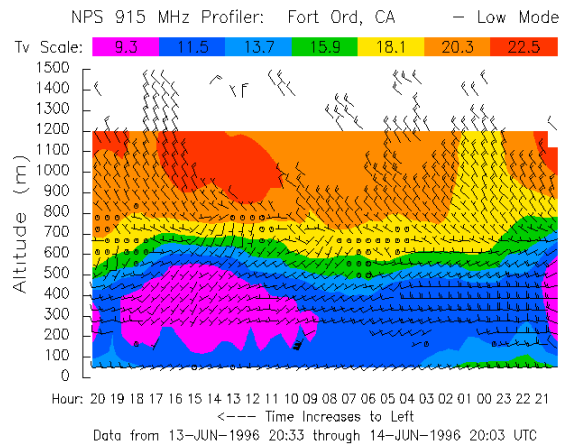 NPS 915 MHz Profiler: Fort Ord, CA — Low Mode
Tv Scale: 9.3 11.5 13.7 15.9 18.1 20.3 22.5
1500
1400
1300
1200
1100
1000
900
800
700
600
500
400
300
200
100
0
Altitude (m)
Hour: 20 19 18 17 16 15 14 13 12 11 10 09 08 07 06 05 04 03 02 01 00 23 22 21
<--- Time Increases to Left
Data from 13-JUN-1996 20:33 through 14-JUN-1996 20:03 UTC